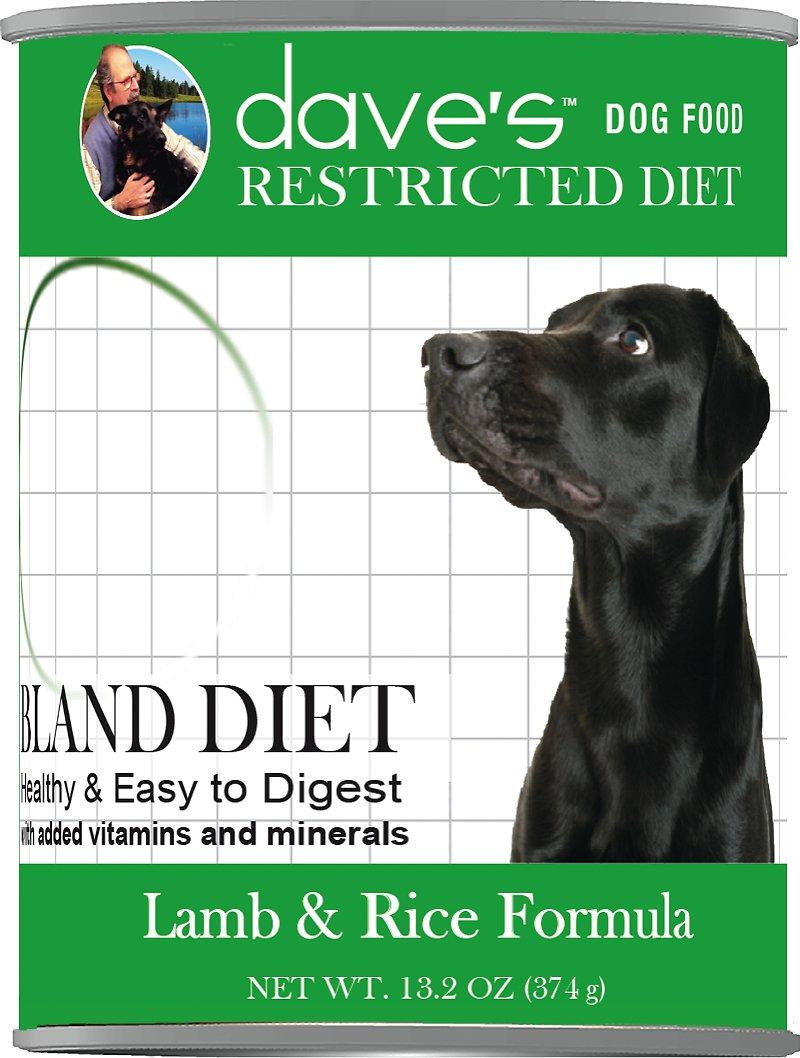 dave's™ DOG FOOD
RESTRICTED DIET
BLAND DIET
Healthy & Easy to Digest
with added vitamins and minerals
Lamb & Rice Formula
NET WT. 13.2 OZ (374 g)